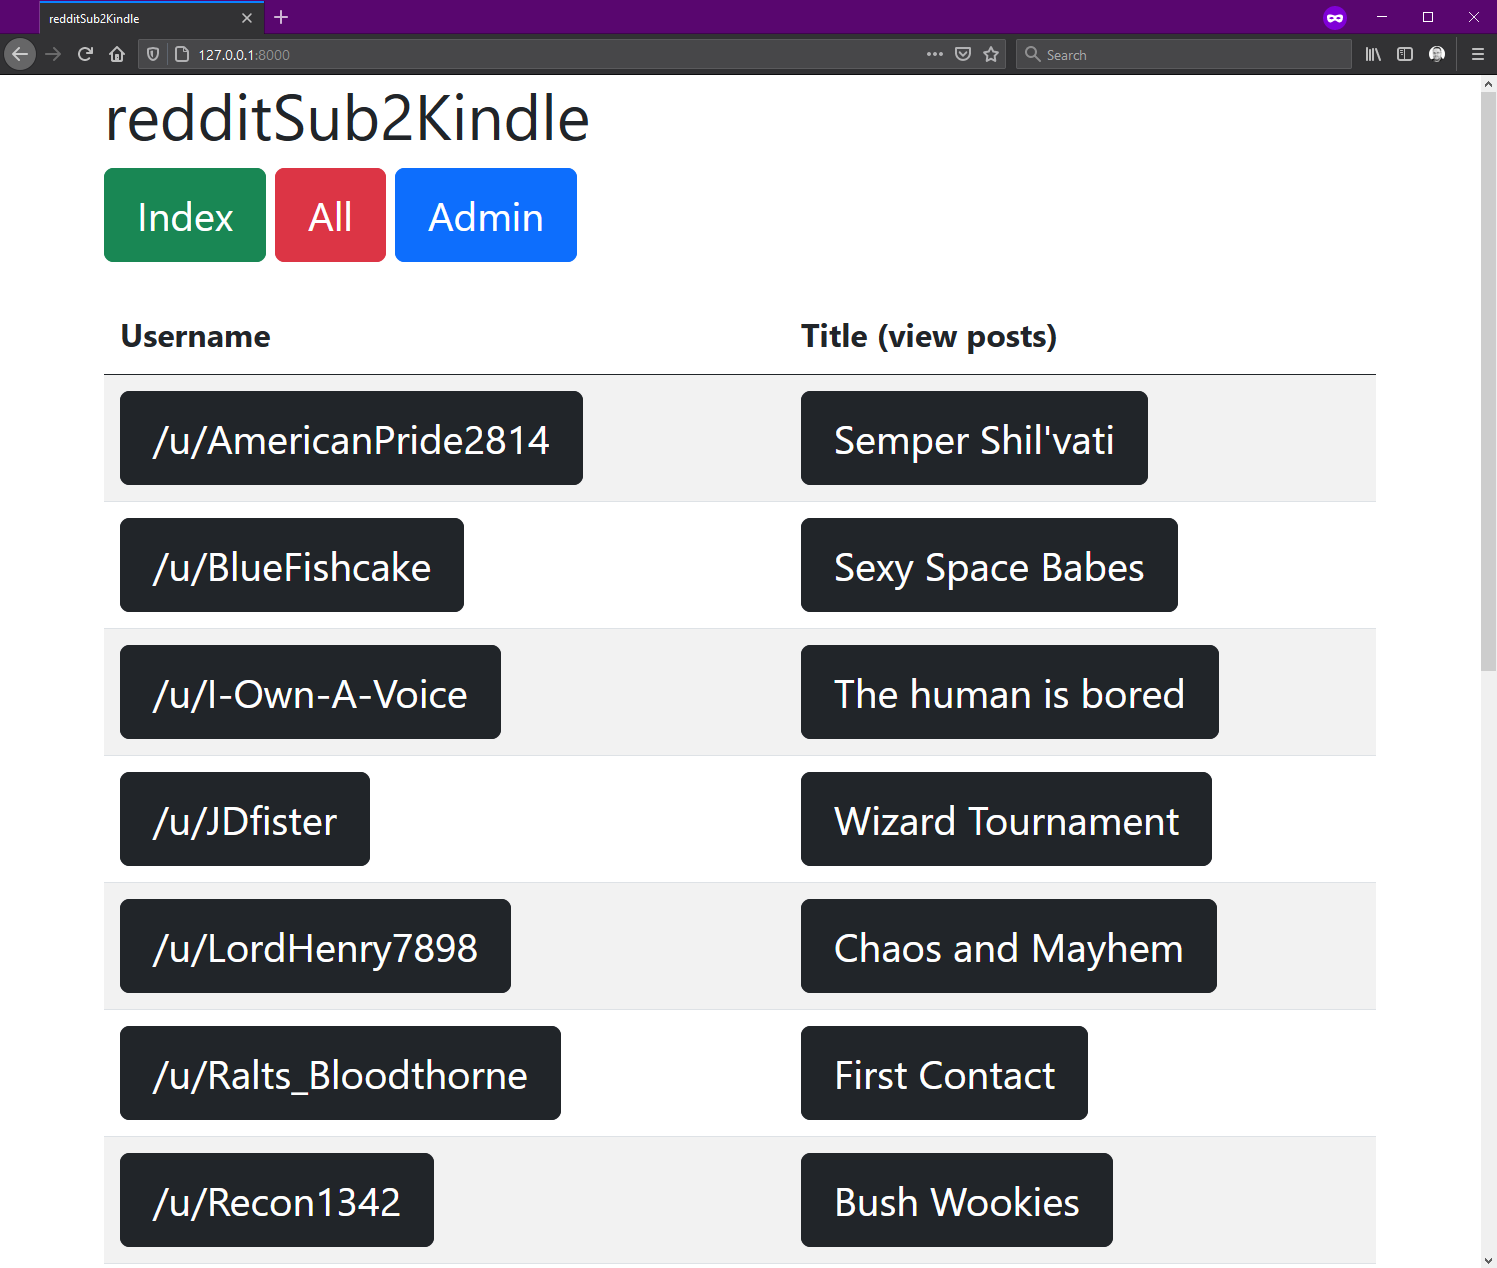 redditSub2Kindle
127.0.0.1:8000
Search
redditSub2Kindle
Index All Admin
Username Title (view posts)
/u/AmericanPride2814 Semper Shil'vati
/u/BlueFishcake Sexy Space Babes
/u/I-Own-A-Voice The human is bored
/u/JDfister Wizard Tournament
/u/LordHenry7898 Chaos and Mayhem
/u/Ralts_Bloodthorne First Contact
/u/Recon1342 Bush Wookies